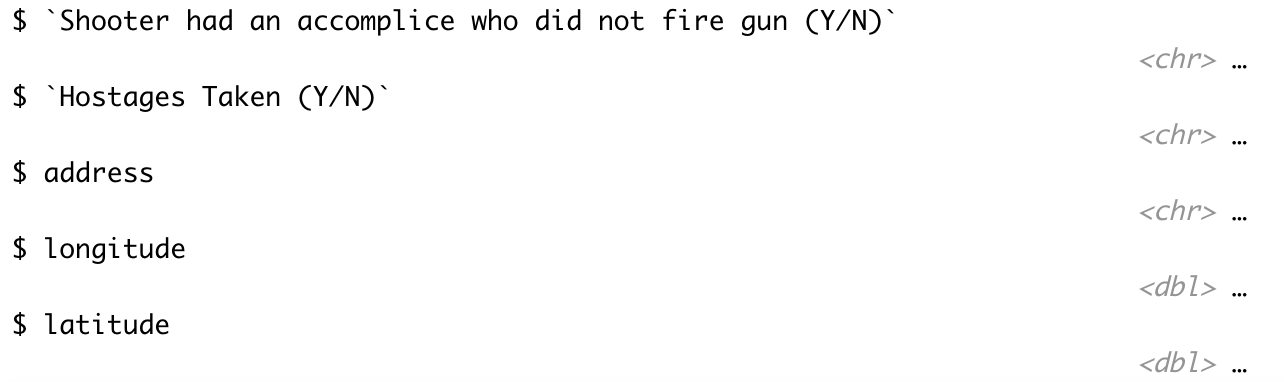 $ `Shooter had an accomplice who did not fire gun (Y/N)`
<chr> …
$ `Hostages Taken (Y/N)`
<chr> …
$ address
<chr> …
$ longitude
<dbl> …
$ latitude
<dbl> …